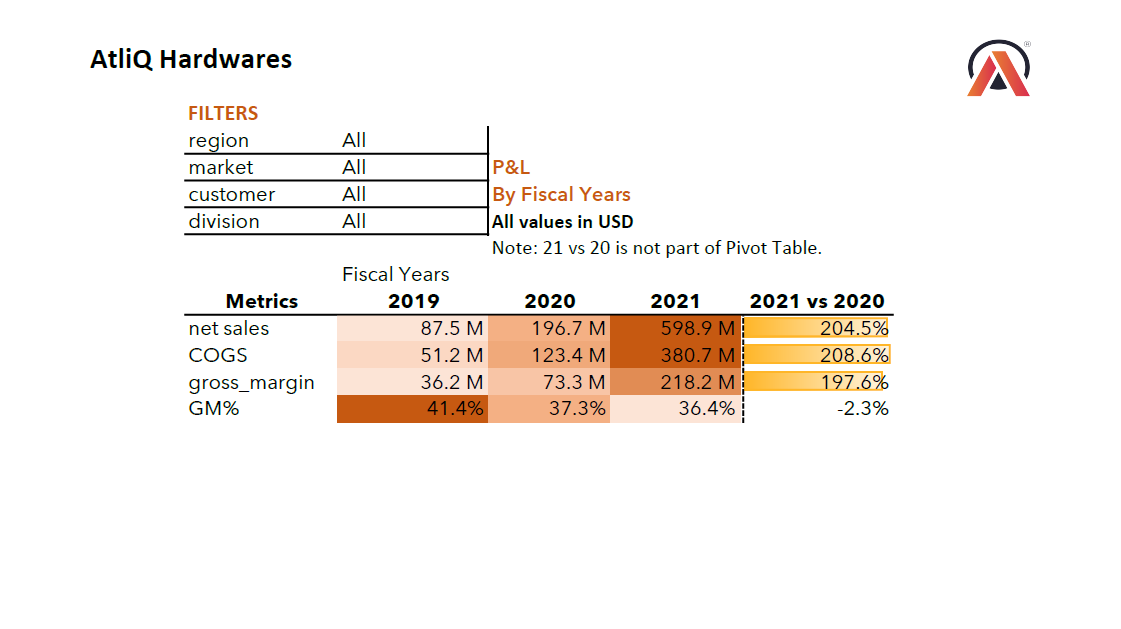 AtliQ Hardwares
®
FILTERS
region All
market All
customer All
division All
P&L
By Fiscal Years
All values in USD
Note: 21 vs 20 is not part of Pivot Table.
Fiscal Years
Metrics 2019 2020 2021 2021 vs 2020
net sales 87.5 M 196.7 M 598.9 M 204.5%
COGS 51.2 M 123.4 M 380.7 M 208.6%
gross_margin 36.2 M 73.3 M 218.2 M 197.6%
GM% 41.4% 37.3% 36.4% -2.3%